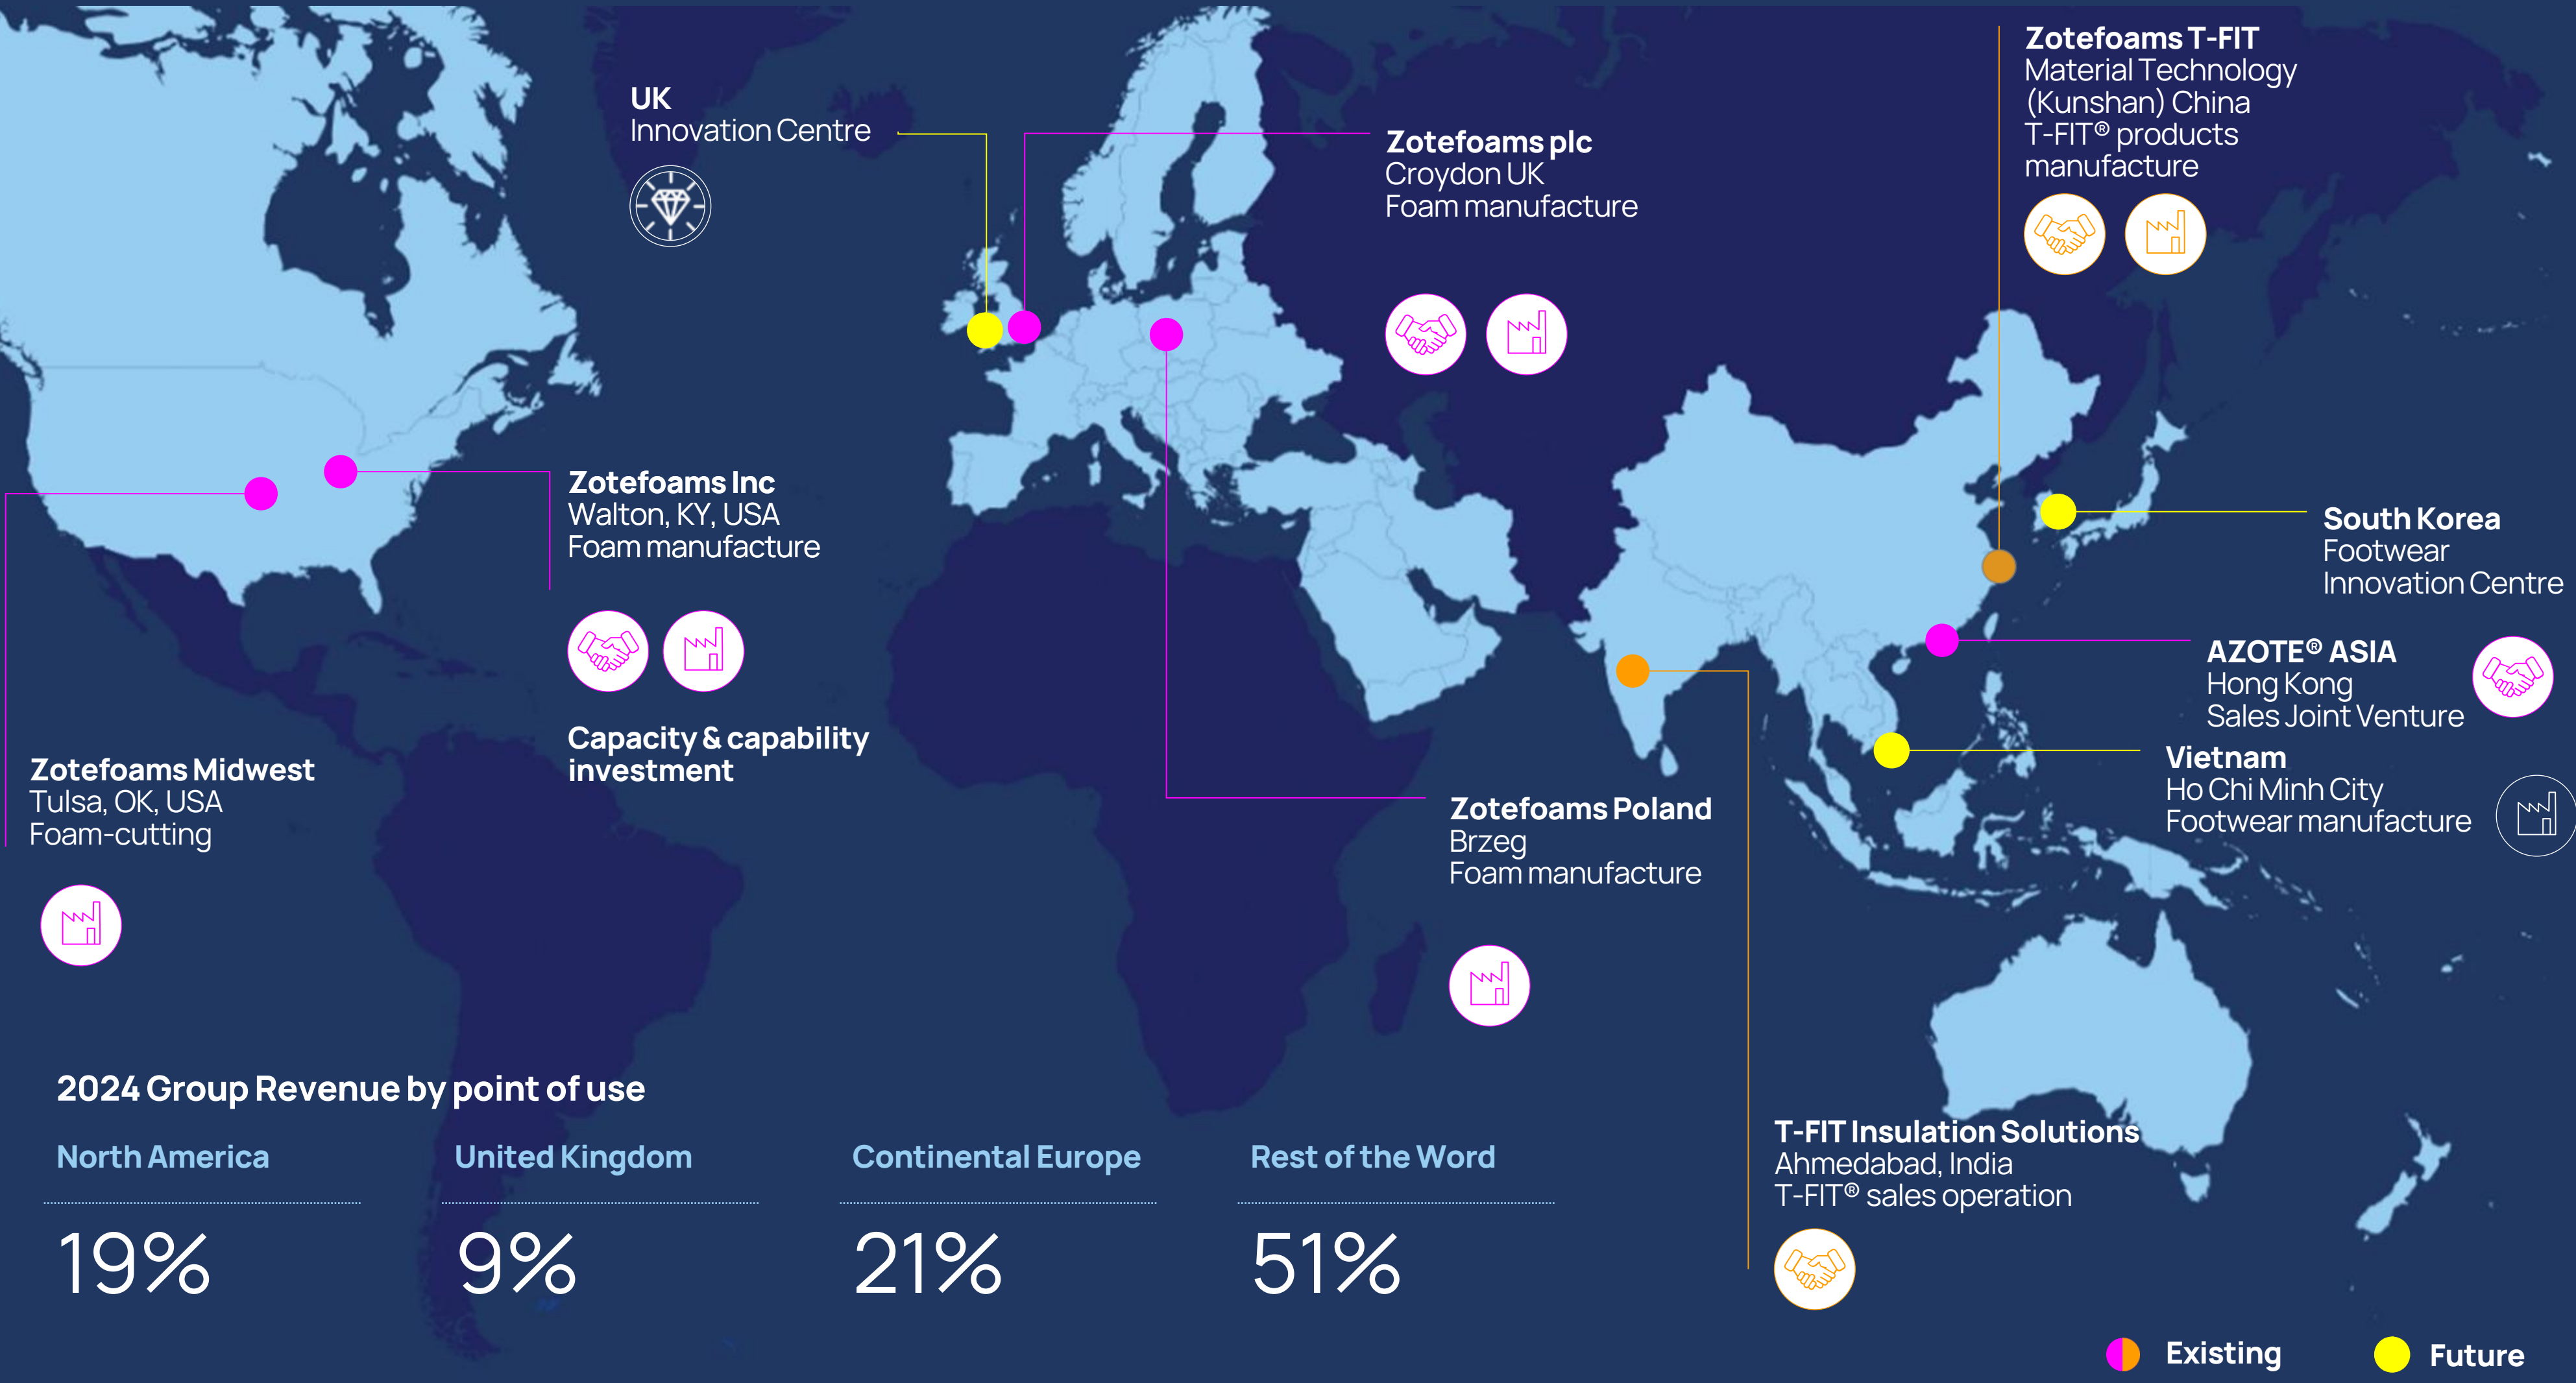 UK
Innovation Centre
Zotefoams plc
Croydon UK
Foam manufacture
Zotefoams T-FIT
Material Technology
(Kunshan) China
T-FIT® products
manufacture
Zotefoams Inc
Walton, KY, USA
Foam manufacture
Capacity & capability
investment
South Korea
Footwear
Innovation Centre
AZOTE® ASIA
Hong Kong
Sales Joint Venture
Vietnam
Ho Chi Minh City
Footwear manufacture
Zotefoams Midwest
Tulsa, OK, USA
Foam-cutting
Zotefoams Poland
Brzeg
Foam manufacture
T-FIT Insulation Solutions
Ahmedabad, India
T-FIT® sales operation
2024 Group Revenue by point of use
North America
19%
United Kingdom
9%
Continental Europe
21%
Rest of the Word
51%
Existing
Future